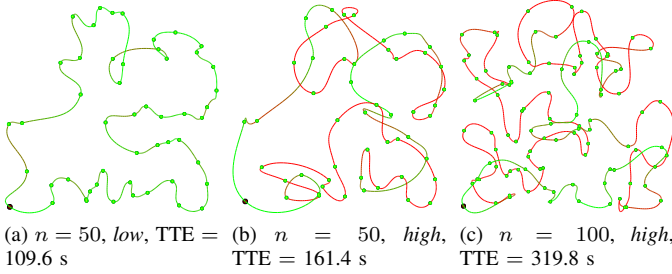 (a) n = 50, low, TTE =
109.6 s
(b) n = 50, high,
TTE = 161.4 s
(c) n = 100, high,
TTE = 319.8 s